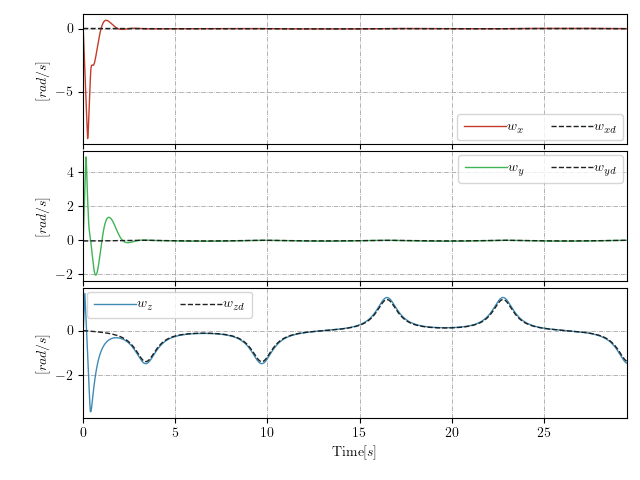 0
−5
[rad/s]
w_x w_xd
4
2
0
−2
[rad/s]
w_y w_yd
0
−2
[rad/s]
w_z w_zd
0 5 10 15 20 25
Time[s]